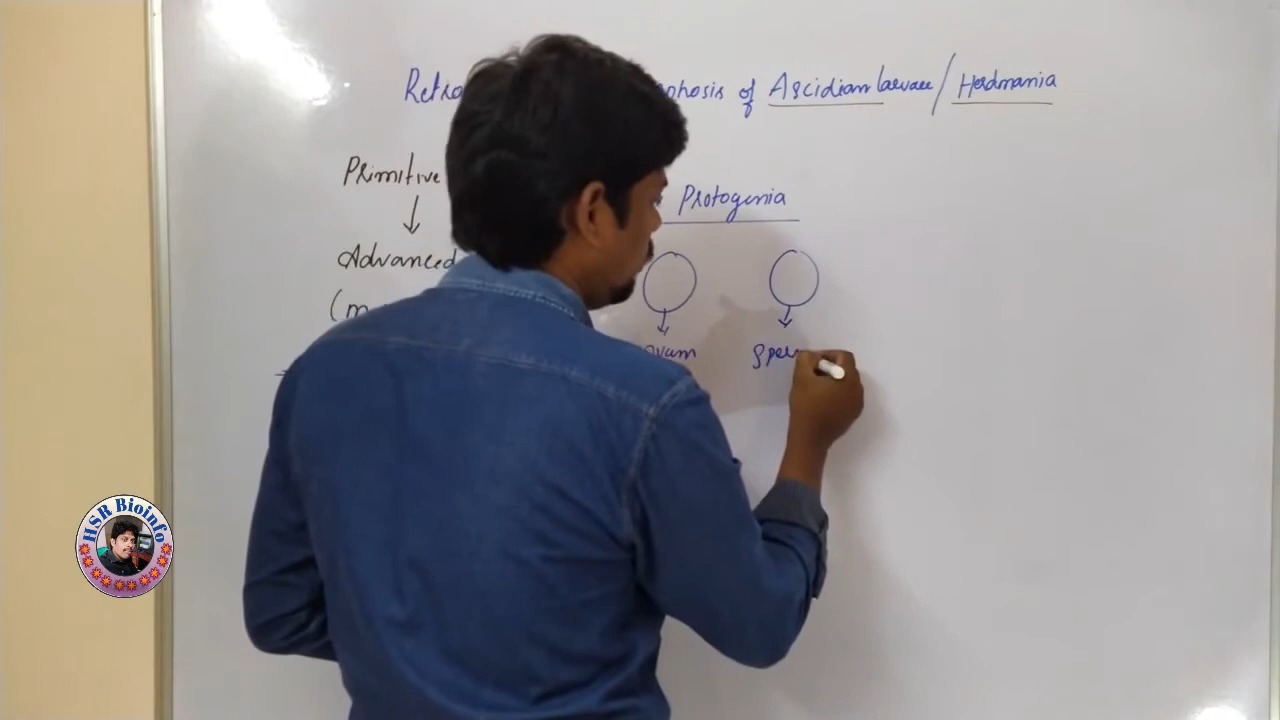 Retro phosis of Ascidian larvae / Herdmania
Primitive
Protogenia
Advanced
(m
ovum
Sper
HSR Bioinfo